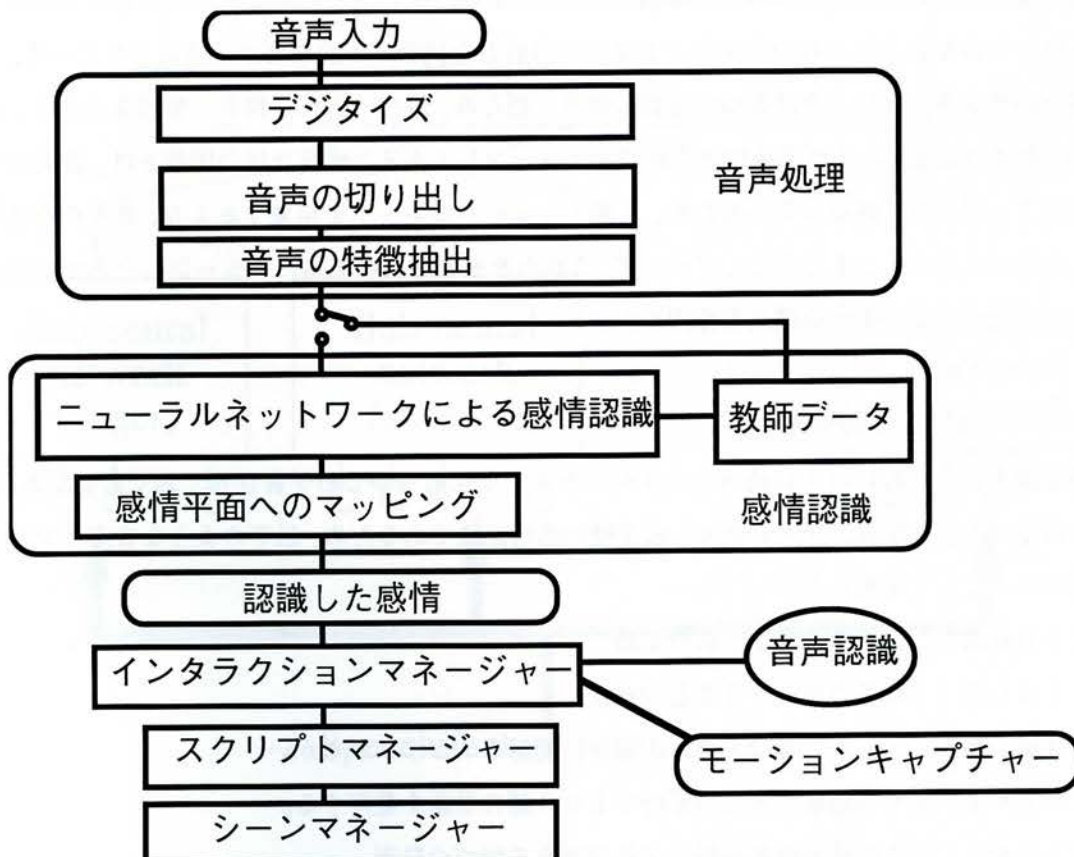 音声入力
デジタイズ
音声の切り出し
音声処理
音声の特徴抽出
ニューラルネットワークによる感情認識
教師データ
感情平面へのマッピング
感情認識
認識した感情
音声認識
インタラクションマネージャー
スクリプトマネージャー
モーションキャプチャー
シーンマネージャー